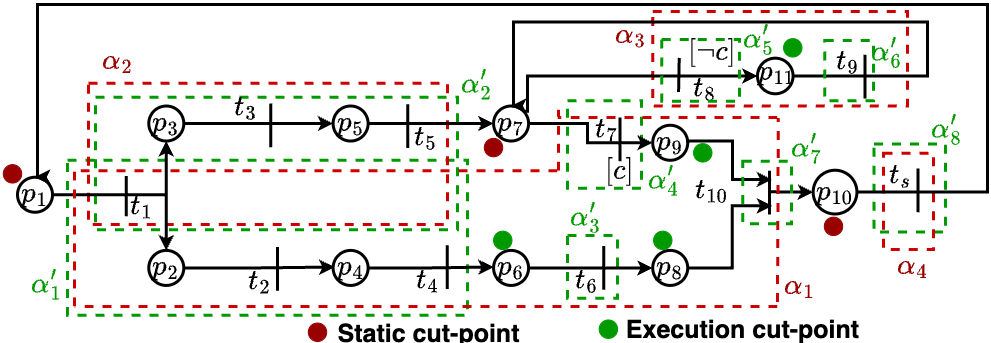 α₃ [¬c] α′₅ α′₆
α₂ t₈ p₁₁ t₉
α′₂
t₃ t₅ t₇ α′₈
p₃ p₅ p₇ p₉ α′₇
[c] α′₄
p₁ t₁ t₁₀ p₁₀ tₛ
α′₃
p₂ t₂ p₄ t₄ p₆ t₆ p₈ α₄
α′₁ α₁
Static cut-point Execution cut-point